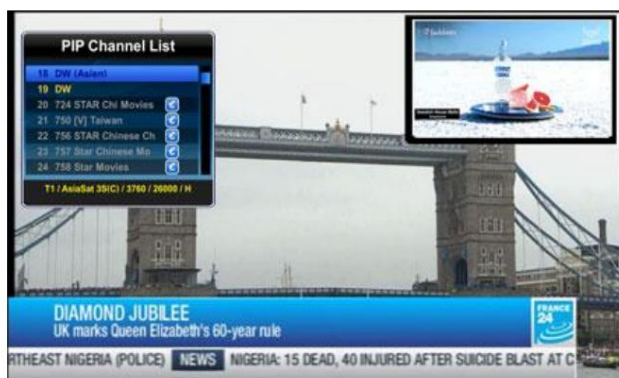 PIP Channel List
18 DW (Asien)
19 DW
20 724 STAR Chi Movies
21 750 [V] Taiwan
22 756 STAR Chinese Ch
23 757 Star Chinese Mo
24 758 Star Movies
T1 / AsiaSat 3S(C) / 3760 / 26000 / H
DIAMOND JUBILEE
UK marks Queen Elizabeth's 60-year rule
FRANCE
24
RTHEAST NIGERIA (POLICE) NEWS NIGERIA: 15 DEAD, 40 INJURED AFTER SUICIDE BLAST AT C